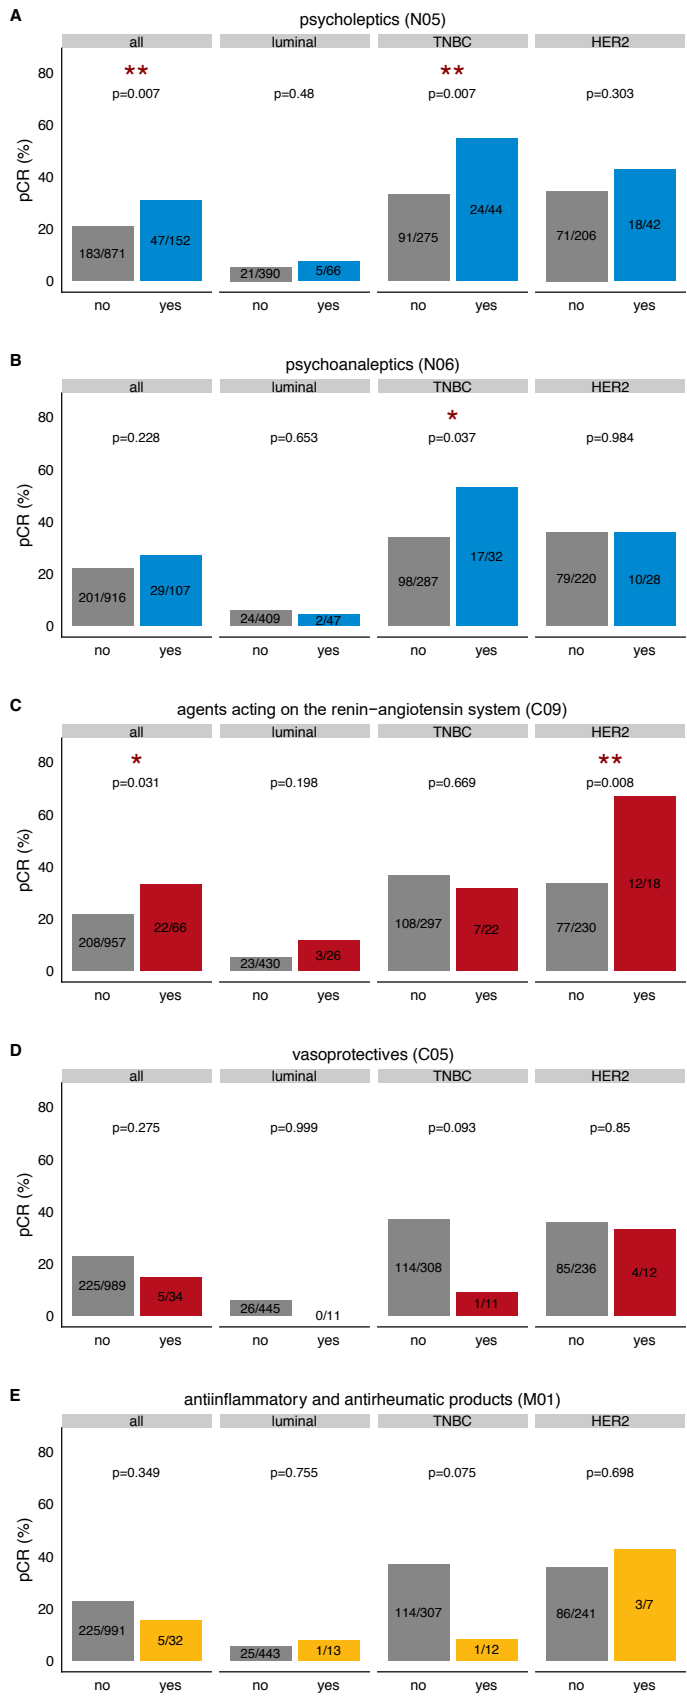 A
psycholeptics (N05)
all luminal TNBC HER2
** **
p=0.007 p=0.48 p=0.007 p=0.303
pCR (%)
80
60
40
20
0
183/871 47/152 21/390 5/66 91/275 24/44 71/206 18/42
no yes no yes no yes no yes
B
psychoanaleptics (N06)
all luminal TNBC HER2
*
p=0.228 p=0.653 p=0.037 p=0.984
pCR (%)
80
60
40
20
0
201/916 29/107 24/409 2/47 98/287 17/32 79/220 10/28
no yes no yes no yes no yes
C
agents acting on the renin−angiotensin system (C09)
all luminal TNBC HER2
* **
p=0.031 p=0.198 p=0.669 p=0.008
pCR (%)
80
60
40
20
0
208/957 22/66 23/430 3/26 108/297 7/22 77/230 12/18
no yes no yes no yes no yes
D
vasoprotectives (C05)
all luminal TNBC HER2
p=0.275 p=0.999 p=0.093 p=0.85
pCR (%)
80
60
40
20
0
225/989 5/34 26/445 0/11 114/308 1/11 85/236 4/12
no yes no yes no yes no yes
E
antiinflammatory and antirheumatic products (M01)
all luminal TNBC HER2
p=0.349 p=0.755 p=0.075 p=0.698
pCR (%)
80
60
40
20
0
225/991 5/32 25/443 1/13 114/307 1/12 86/241 3/7
no yes no yes no yes no yes